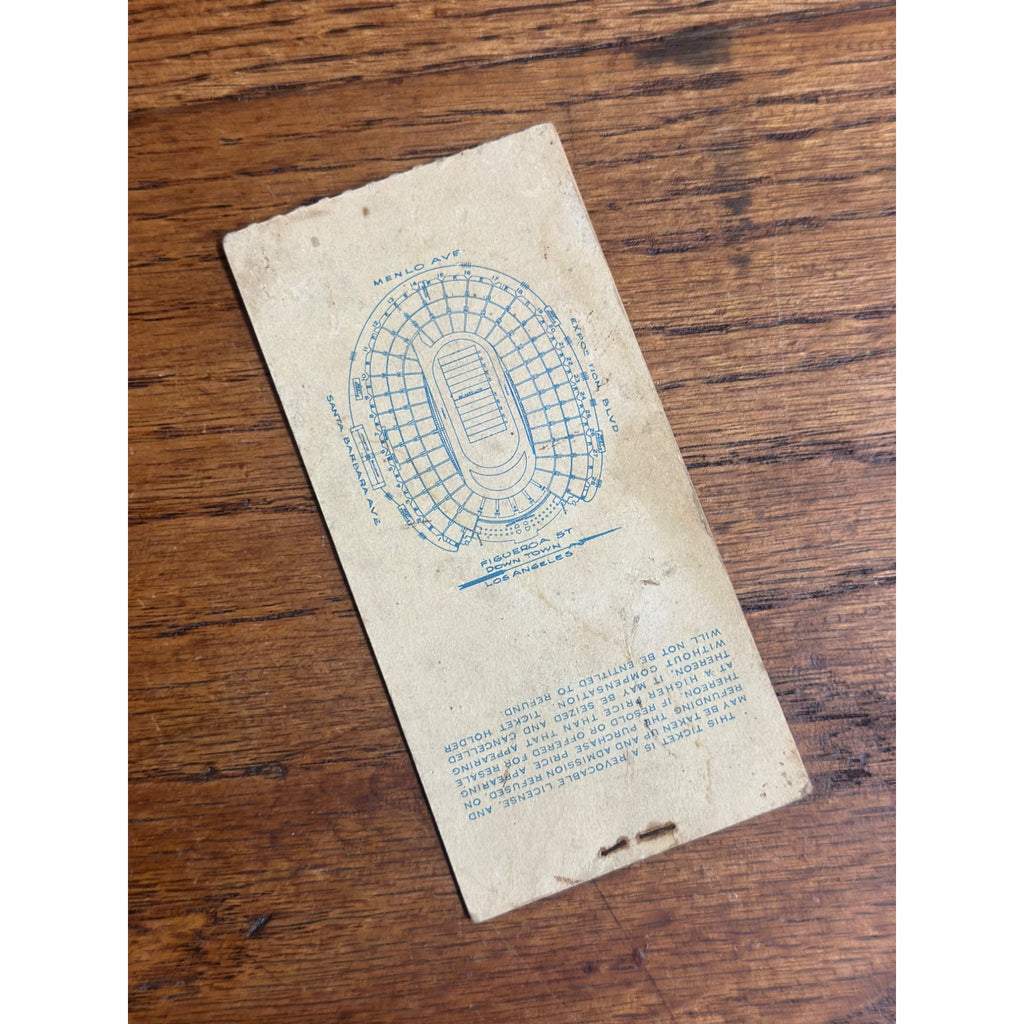 MENLO AVE.
EXPOSITION BLVD
SANTA BARBARA AVE
FIGUEROA ST
DOWN TOWN
LOS ANGELES
THIS TICKET IS A REVOCABLE LICENSE, AND
MAY BE TAKEN UP AND ADMISSION REFUSED, ON
REFUNDING THE PURCHASE PRICE APPEARING
THEREON. IF RESOLD OR OFFERED FOR RESALE
AT A HIGHER PRICE THAN THAT APPEARING
THEREON, IT MAY BE SEIZED AND CANCELLED
WITHOUT COMPENSATION. TICKET HOLDER
WILL NOT BE ENTITLED TO REFUND